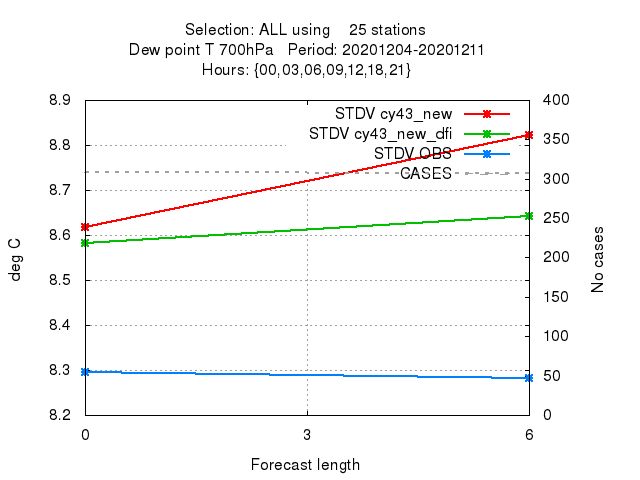 Selection: ALL using    25 stations
Dew point T 700hPa   Period: 20201204-20201211
Hours: {00,03,06,09,12,18,21}
8.9
8.8
8.7
8.6
8.5
8.4
8.3
8.2
400
350
300
250
200
150
100
50
0
STDV cy43_new
STDV cy43_new_dfi
STDV OBS
CASES
deg C
No cases
0 3 6
Forecast length